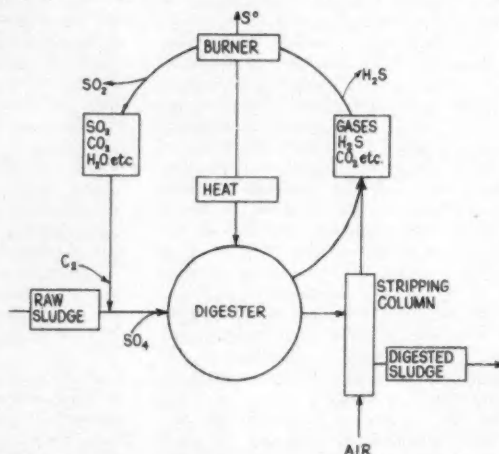 S°
BURNER
SO₂
H₂S
SO₂
CO₂
H₂O etc
GASES
H₂S
CO₂ etc.
HEAT
C₁
RAW
SLUDGE
SO₄
DIGESTER
STRIPPING
COLUMN
DIGESTED
SLUDGE
AIR